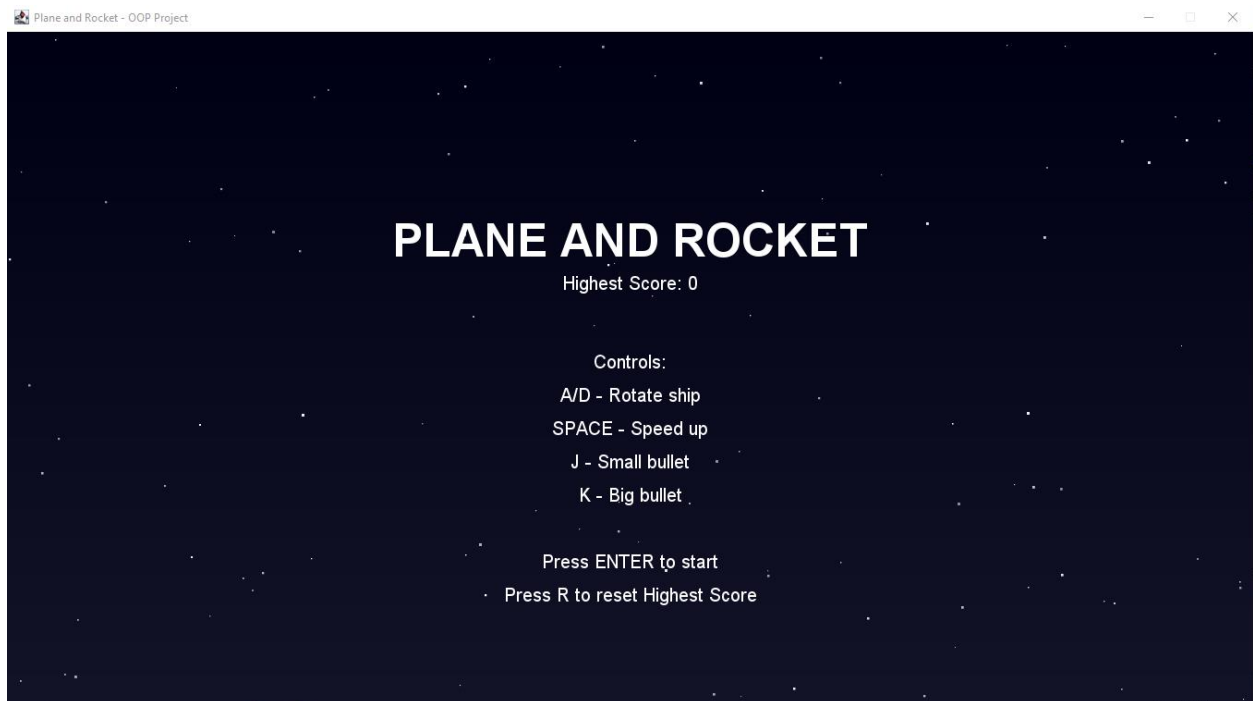 Plane and Rocket - OOP Project
PLANE AND ROCKET
Highest Score: 0
Controls:
A/D - Rotate ship
SPACE - Speed up
J - Small bullet
K - Big bullet
Press ENTER to start
Press R to reset Highest Score